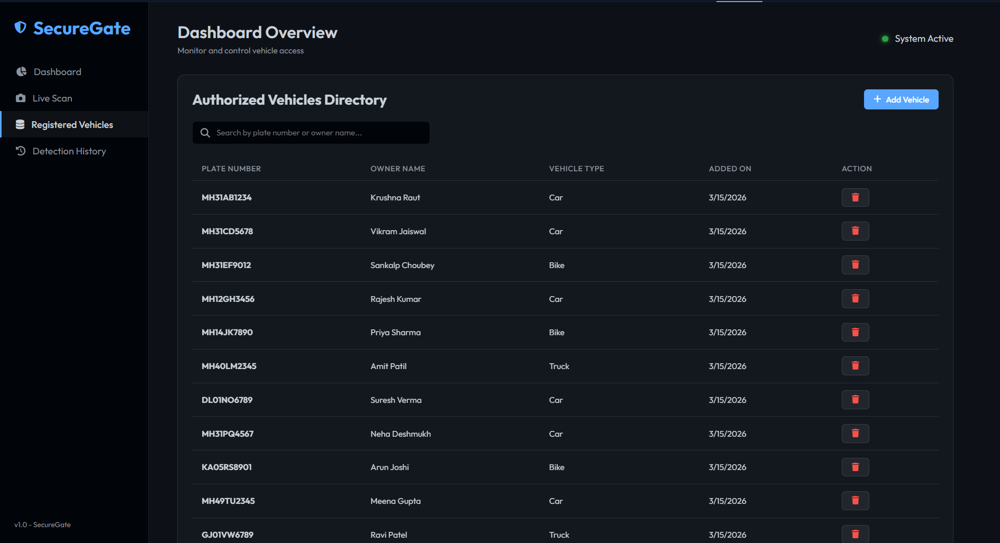 SecureGate
Dashboard
Live Scan
Registered Vehicles
Detection History
v1.0 - SecureGate
Dashboard Overview
Monitor and control vehicle access
System Active
Authorized Vehicles Directory
+ Add Vehicle
Search by plate number or owner name...
PLATE NUMBER OWNER NAME VEHICLE TYPE ADDED ON ACTION
MH31AB1234 Krushna Raut Car 3/15/2026
MH31CD5678 Vikram Jaiswal Car 3/15/2026
MH31EF9012 Sankalp Choubey Bike 3/15/2026
MH12GH3456 Rajesh Kumar Car 3/15/2026
MH14JK7890 Priya Sharma Bike 3/15/2026
MH40LM2345 Amit Patil Truck 3/15/2026
DL01NO6789 Suresh Verma Car 3/15/2026
MH31PQ4567 Neha Deshmukh Car 3/15/2026
KA05RS8901 Arun Joshi Bike 3/15/2026
MH49TU2345 Meena Gupta Car 3/15/2026
GJ01VW6789 Ravi Patel Truck 3/15/2026